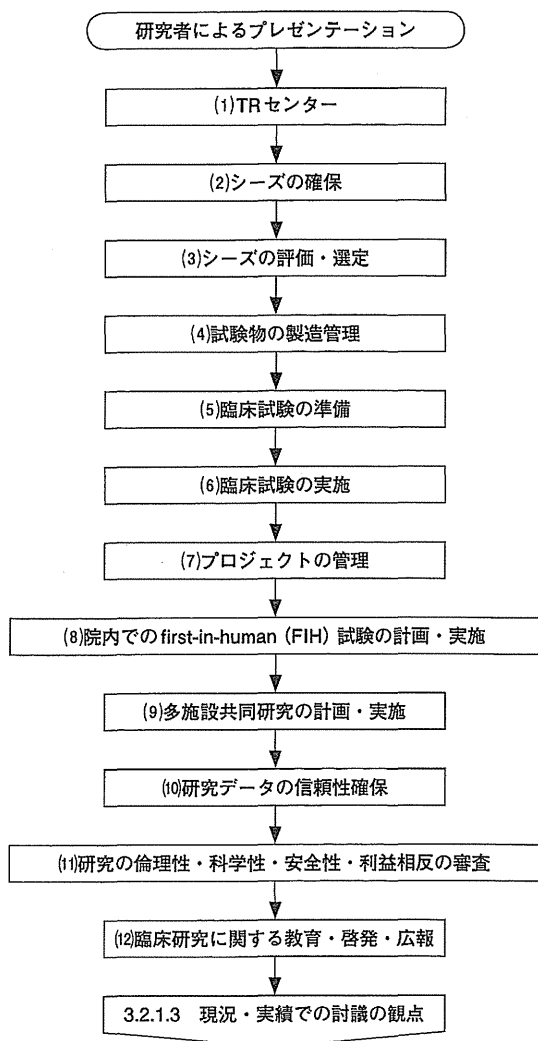 研究者によるプレゼンテーション
(1)TRセンター
(2)シーズの確保
(3)シーズの評価・選定
(4)試験物の製造管理
(5)臨床試験の準備
(6)臨床試験の実施
(7)プロジェクトの管理
(8)院内でのfirst-in-human（FIH）試験の計画・実施
(9)多施設共同研究の計画・実施
(10)研究データの信頼性確保
(11)研究の倫理性・科学性・安全性・利益相反の審査
(12)臨床研究に関する教育・啓発・広報
3.2.1.3　現況・実績での討議の観点